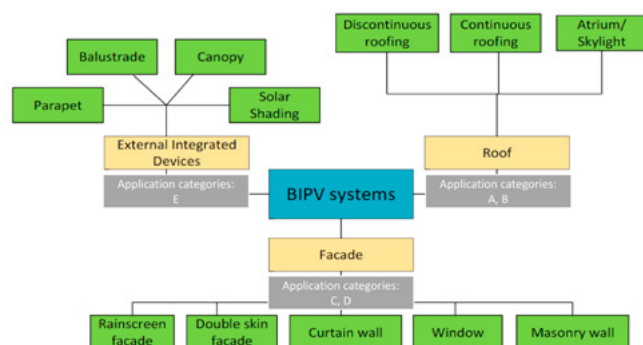 Discontinuous
roofing
Continuous
roofing
Atrium/
Skylight
Balustrade
Canopy
Parapet
Solar
Shading
External Integrated
Devices
Roof
Application categories:
E
BIPV systems
Application categories:
A, B
Facade
Application categories:
C, D
Rainscreen
facade
Double skin
facade
Curtain wall
Window
Masonry wall